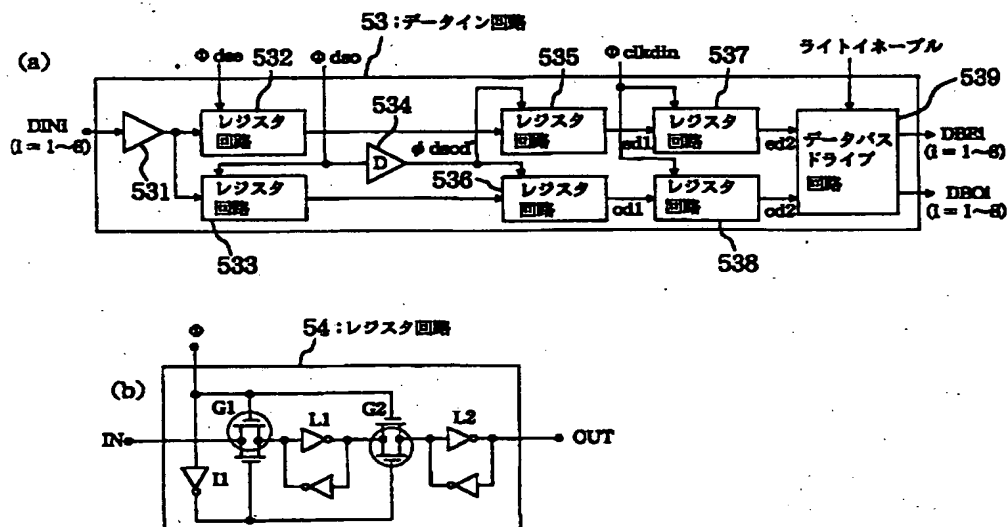 53:データイン回路
(a)
Φdse
532
Φdso
534
535
Φclkdin
537
ライトイネーブル
539
DINI
(I = 1~8)
531
レジスタ
回路
D
φdsod
レジスタ
回路
ed1
レジスタ
回路
ed2
データバス
ドライブ
回路
DBEI
(I = 1~8)
レジスタ
回路
533
536
レジスタ
回路
od1
レジスタ
回路
538
od2
DBOI
(I = 1~8)
Φ
54:レジスタ回路
(b)
G1
L1
G2
L2
IN
OUT
I1